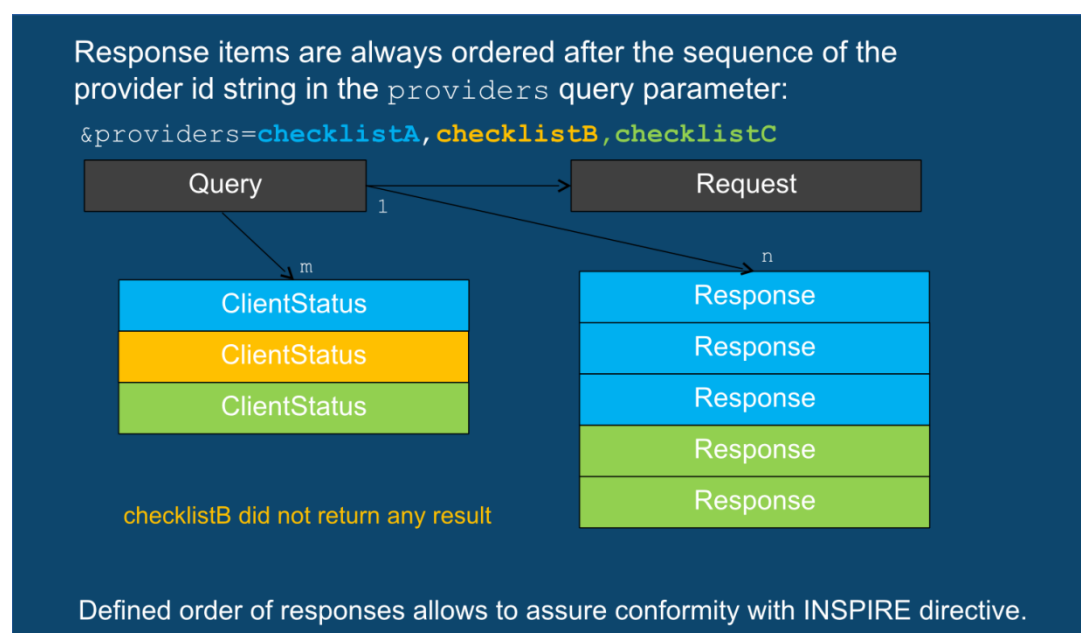 Response items are always ordered after the sequence of the
provider id string in the providers query parameter:
&providers=checklistA,checklistB,checklistC
Query
Request
1
m
n
ClientStatus
ClientStatus
ClientStatus
Response
Response
Response
Response
Response
checklistB did not return any result
Defined order of responses allows to assure conformity with INSPIRE directive.